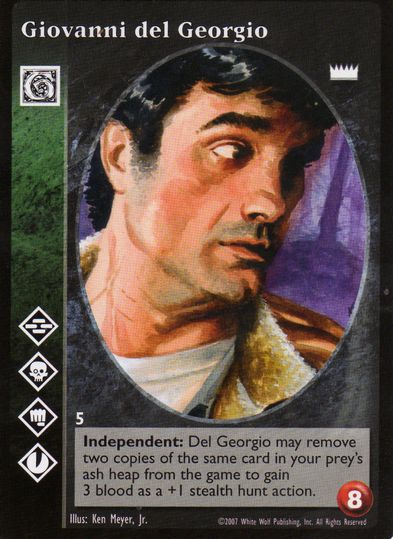 Giovanni del Georgio
5
Independent: Del Georgio may remove
two copies of the same card in your prey's
ash heap from the game to gain
3 blood as a +1 stealth hunt action.
8
Illus: Ken Meyer, Jr.
©2007 White Wolf Publishing, Inc. All Rights Reserved